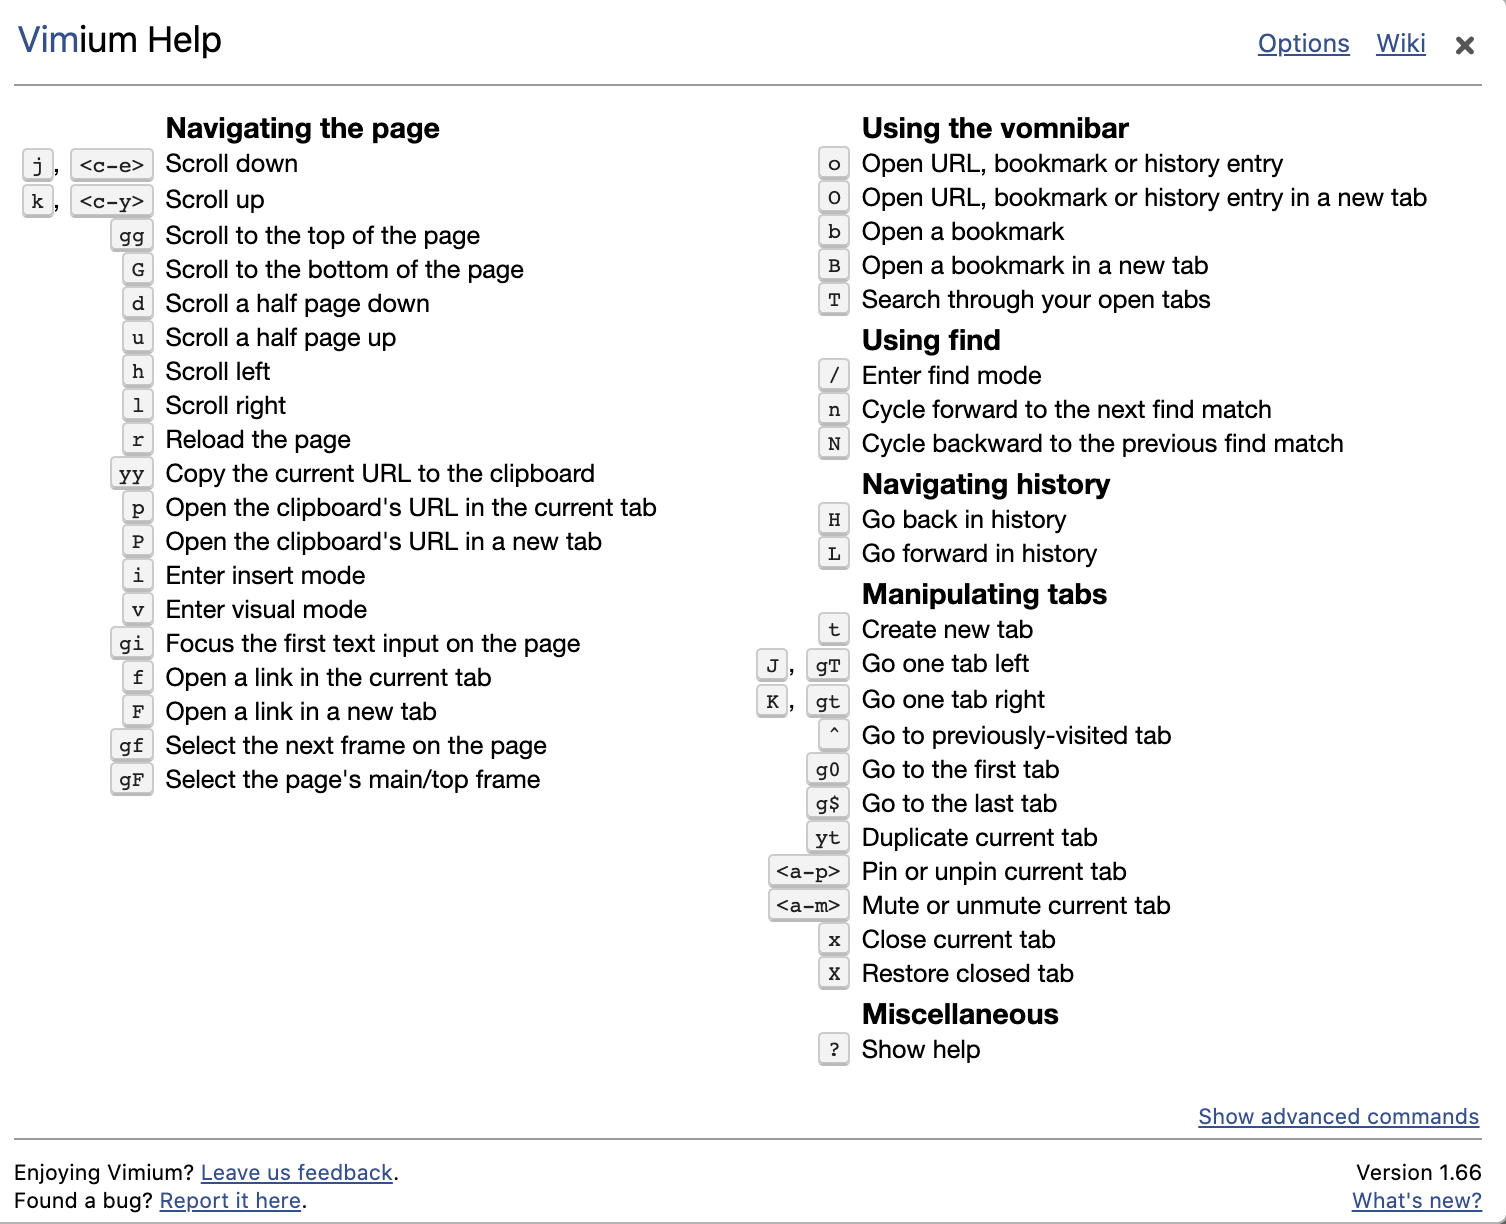 Vimium Help
Options Wiki ×
Navigating the page
j, <c-e> Scroll down
k, <c-y> Scroll up
gg Scroll to the top of the page
G Scroll to the bottom of the page
d Scroll a half page down
u Scroll a half page up
h Scroll left
l Scroll right
r Reload the page
yy Copy the current URL to the clipboard
p Open the clipboard's URL in the current tab
P Open the clipboard's URL in a new tab
i Enter insert mode
v Enter visual mode
gi Focus the first text input on the page
f Open a link in the current tab
F Open a link in a new tab
gf Select the next frame on the page
gF Select the page's main/top frame
Using the vomnibar
o Open URL, bookmark or history entry
O Open URL, bookmark or history entry in a new tab
b Open a bookmark
B Open a bookmark in a new tab
T Search through your open tabs
Using find
/ Enter find mode
n Cycle forward to the next find match
N Cycle backward to the previous find match
Navigating history
H Go back in history
L Go forward in history
Manipulating tabs
t Create new tab
J, gT Go one tab left
K, gt Go one tab right
^ Go to previously-visited tab
g0 Go to the first tab
g$ Go to the last tab
yt Duplicate current tab
<a-p> Pin or unpin current tab
<a-m> Mute or unmute current tab
x Close current tab
X Restore closed tab
Miscellaneous
? Show help
Show advanced commands
Enjoying Vimium? Leave us feedback.
Found a bug? Report it here.
Version 1.66
What's new?